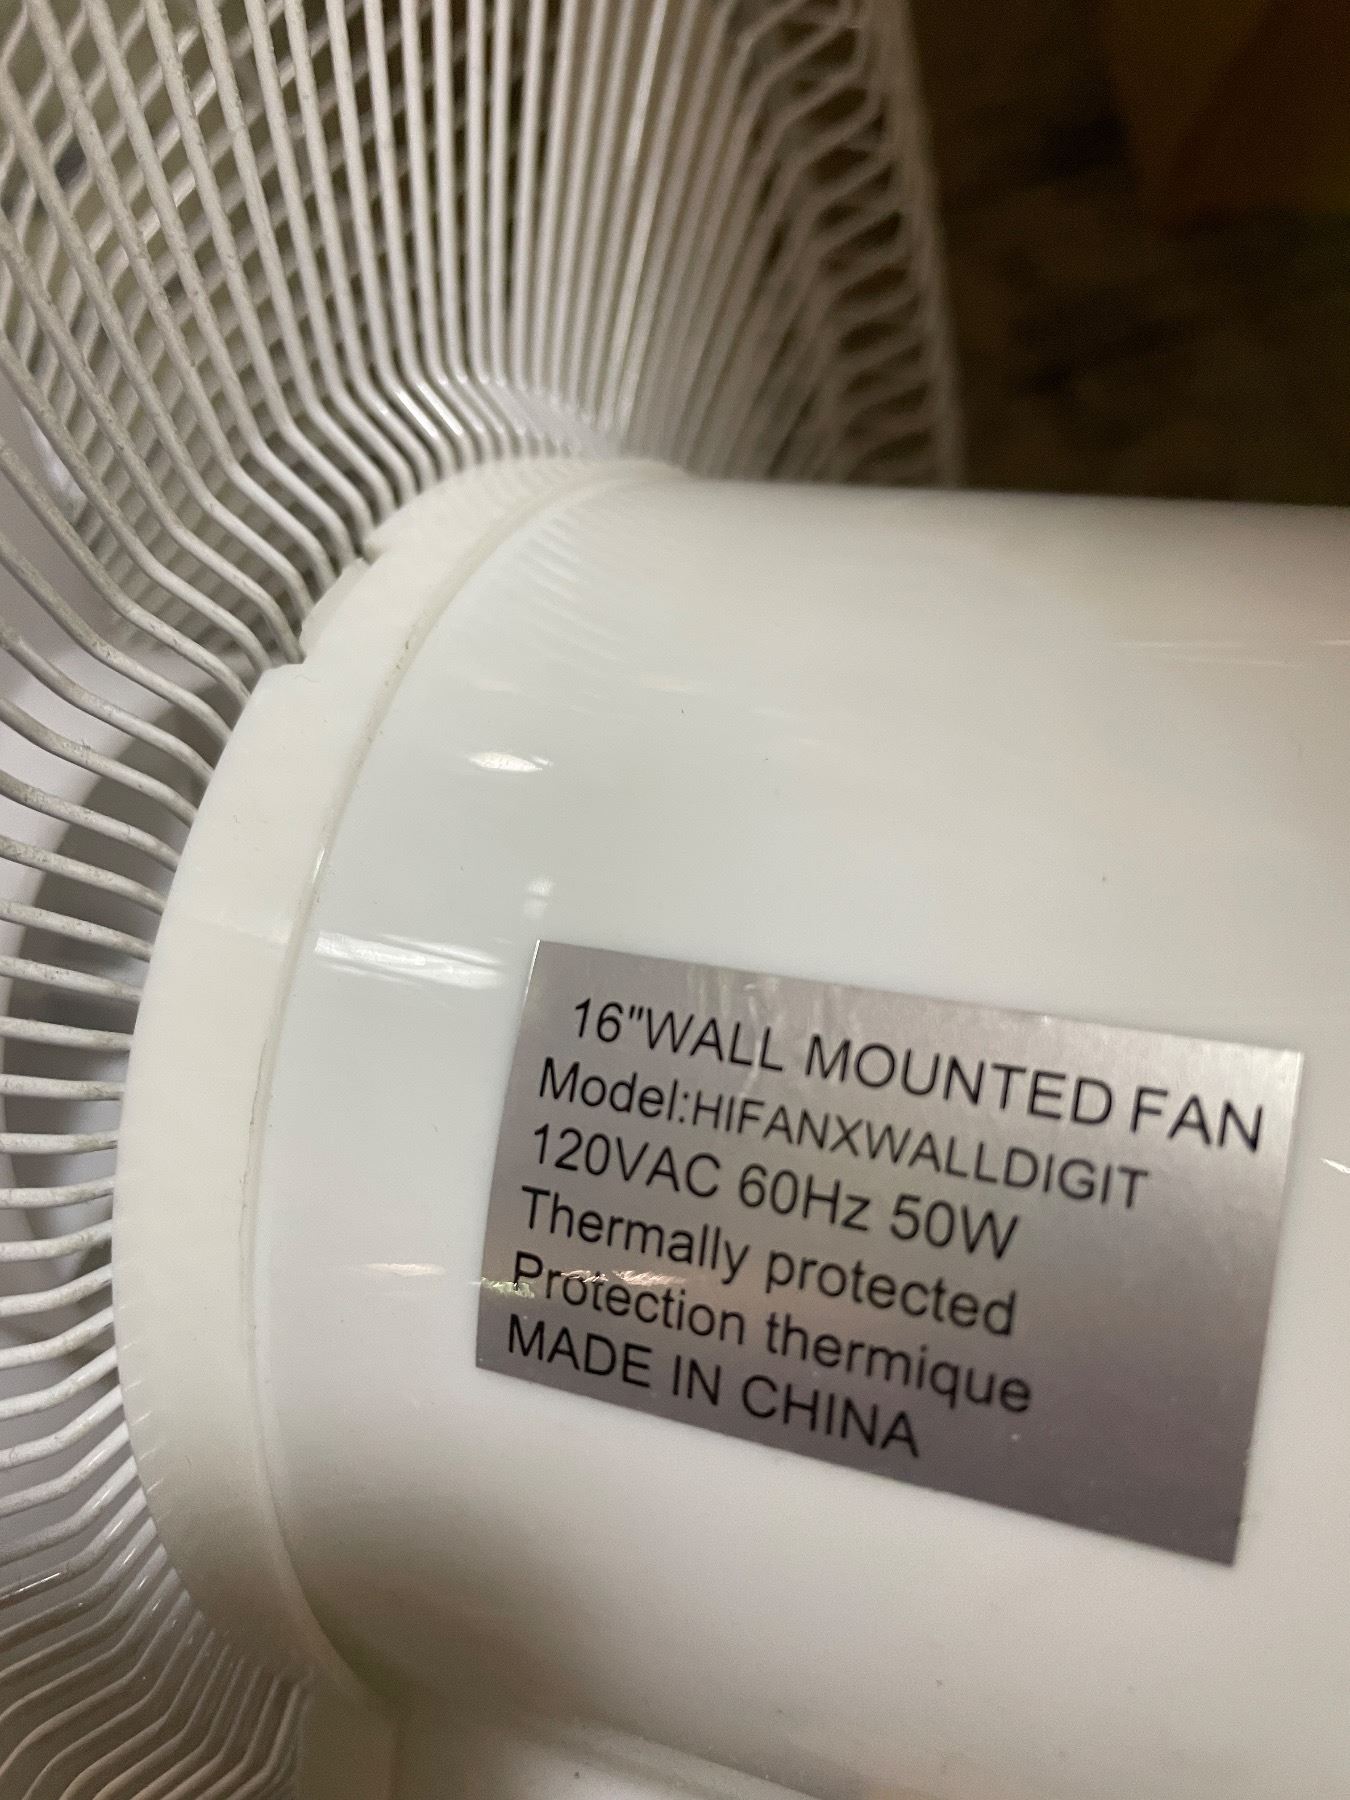 16"WALL MOUNTED FAN
Model:HIFANXWALLDIGIT
120VAC 60Hz 50W
Thermally protected
Protection thermique
MADE IN CHINA